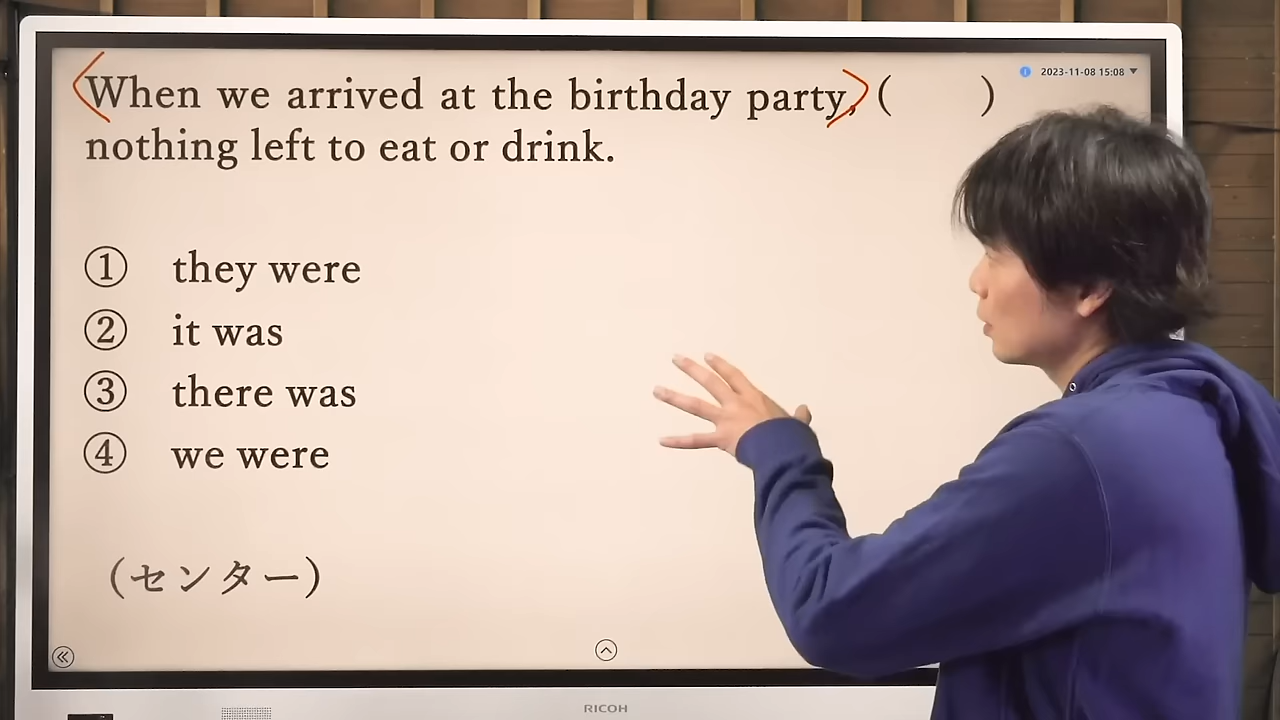 2023-11-08 15:08
When we arrived at the birthday party, (     )
nothing left to eat or drink.
① they were
② it was
③ there was
④ we were
(センター)
RICOH